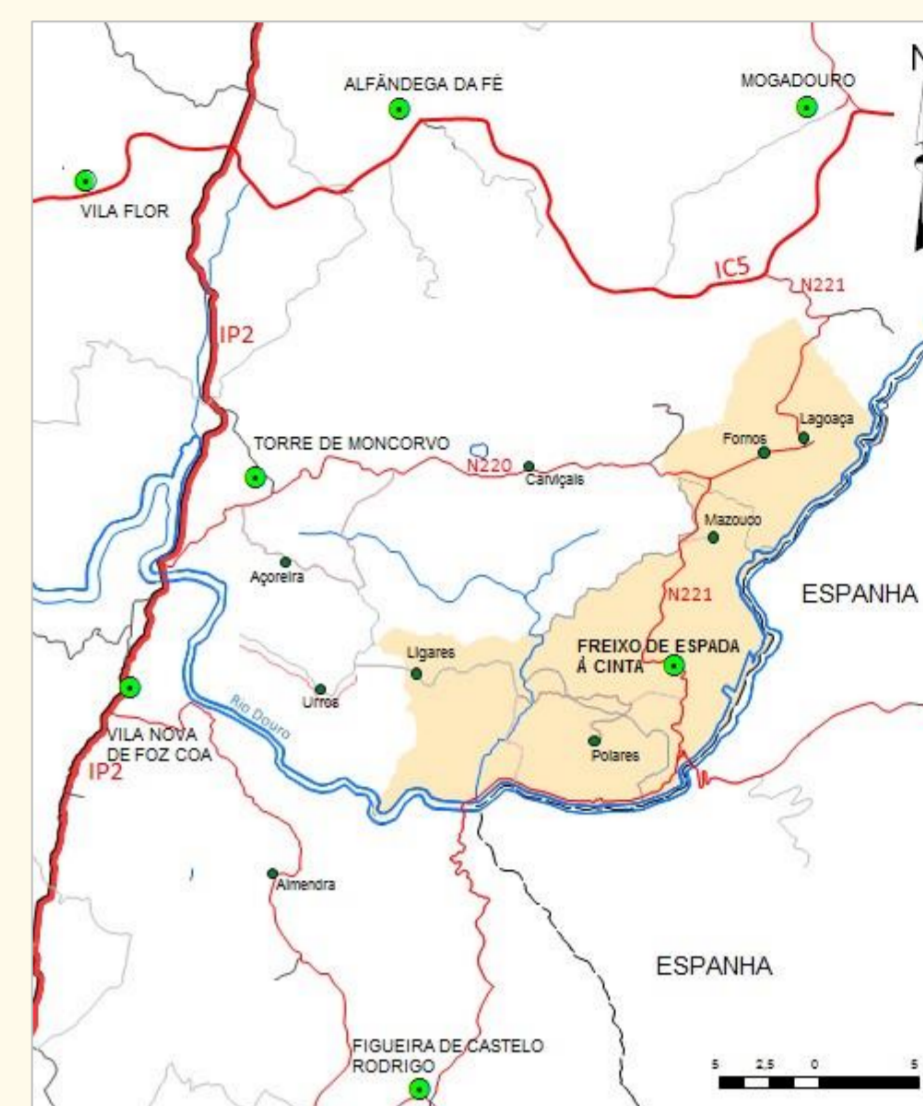 N
ALFÂNDEGA DA FÉ
MOGADOURO
VILA FLOR
IC5
N221
IP2
Lagoaça
Fornos
TORRE DE MONCORVO
N220
Carviçais
Mazouco
Açoreira
N221
ESPANHA
FREIXO DE ESPADA
À CINTA
Ligares
Urros
Rio Douro
VILA NOVA
DE FOZ COA
Poiares
IP2
Almendra
ESPANHA
FIGUEIRA DE CASTELO
RODRIGO
5 2,5 0 5